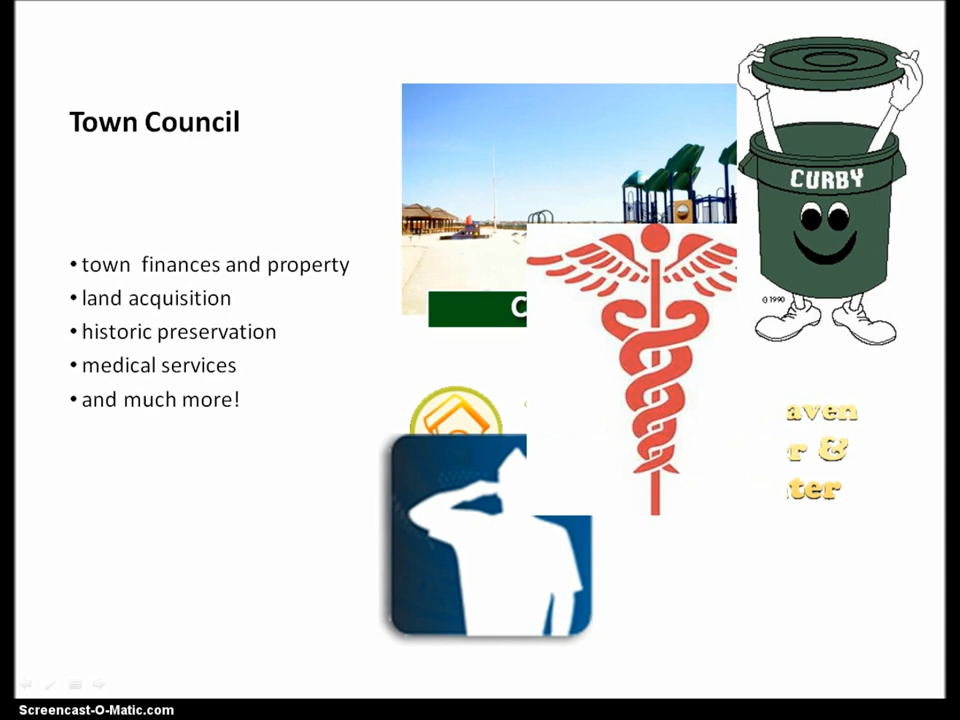 Town Council
• town  finances and property
• land acquisition
• historic preservation
• medical services
• and much more!
CURBY
©1990
C
aven
r &
ter
Screencast-O-Matic.com